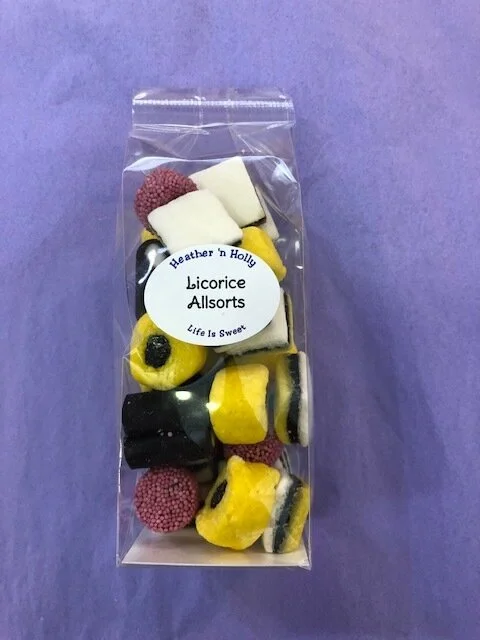 Heather 'n Holly
Licorice
Allsorts
Life Is Sweet